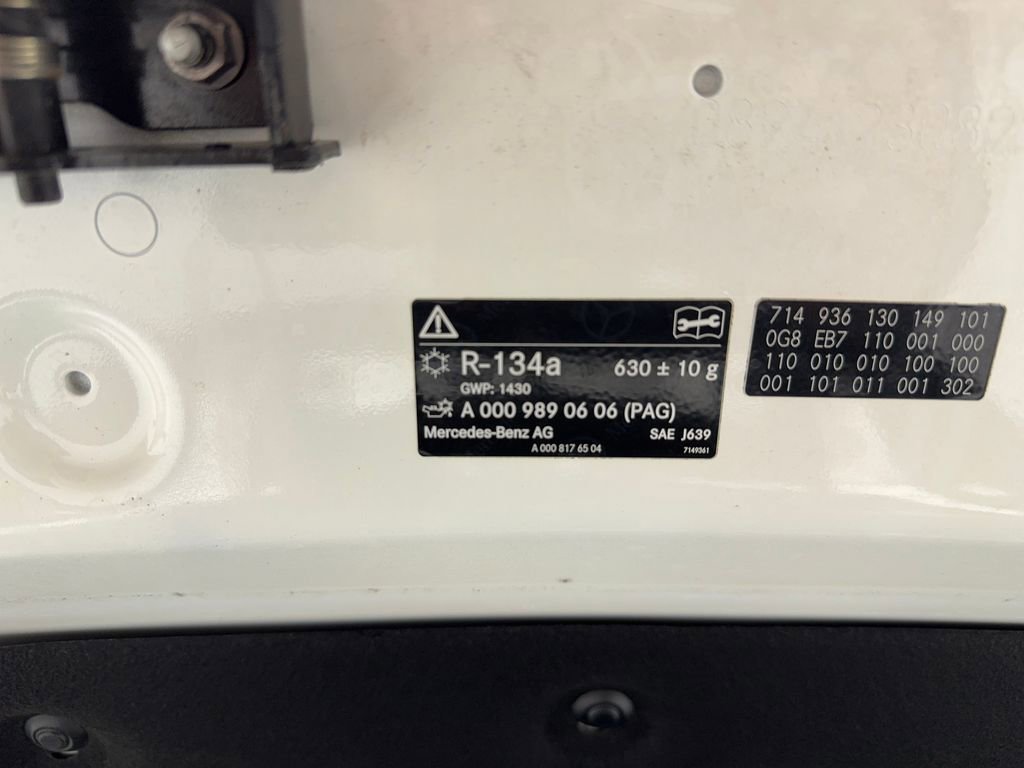 R-134a 630 ± 10 g
GWP: 1430
A 000 989 06 06 (PAG)
Mercedes-Benz AG SAE J639
A 000 817 65 04 7149361
714 936 130 149 101
0G8 EB7 110 001 000
110 010 010 100 100
001 101 011 001 302